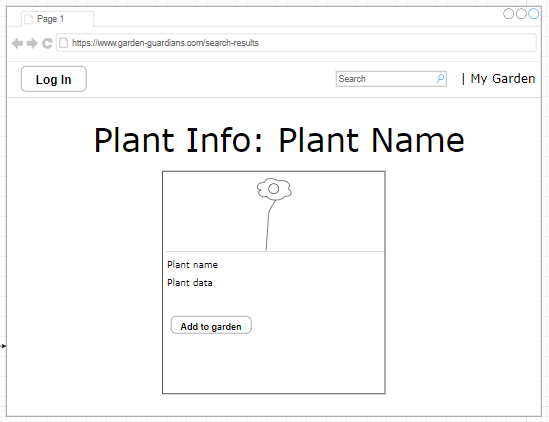 Page 1
https://www.garden-guardians.com/search-results
Log In
Search
| My Garden
Plant Info: Plant Name
Plant name
Plant data
Add to garden